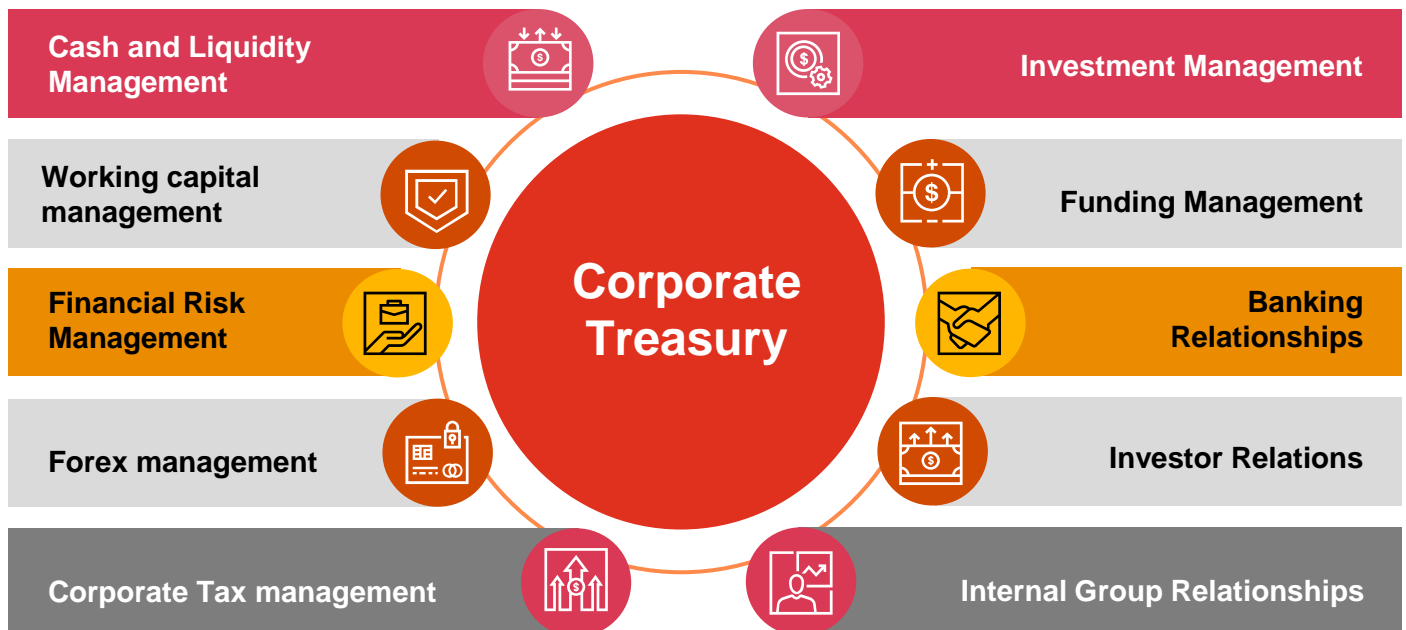 Cash and Liquidity
Management
Investment Management
Working capital
management
Funding Management
Corporate
Treasury
Financial Risk
Management
Banking
Relationships
Forex management
Investor Relations
Corporate Tax management
Internal Group Relationships